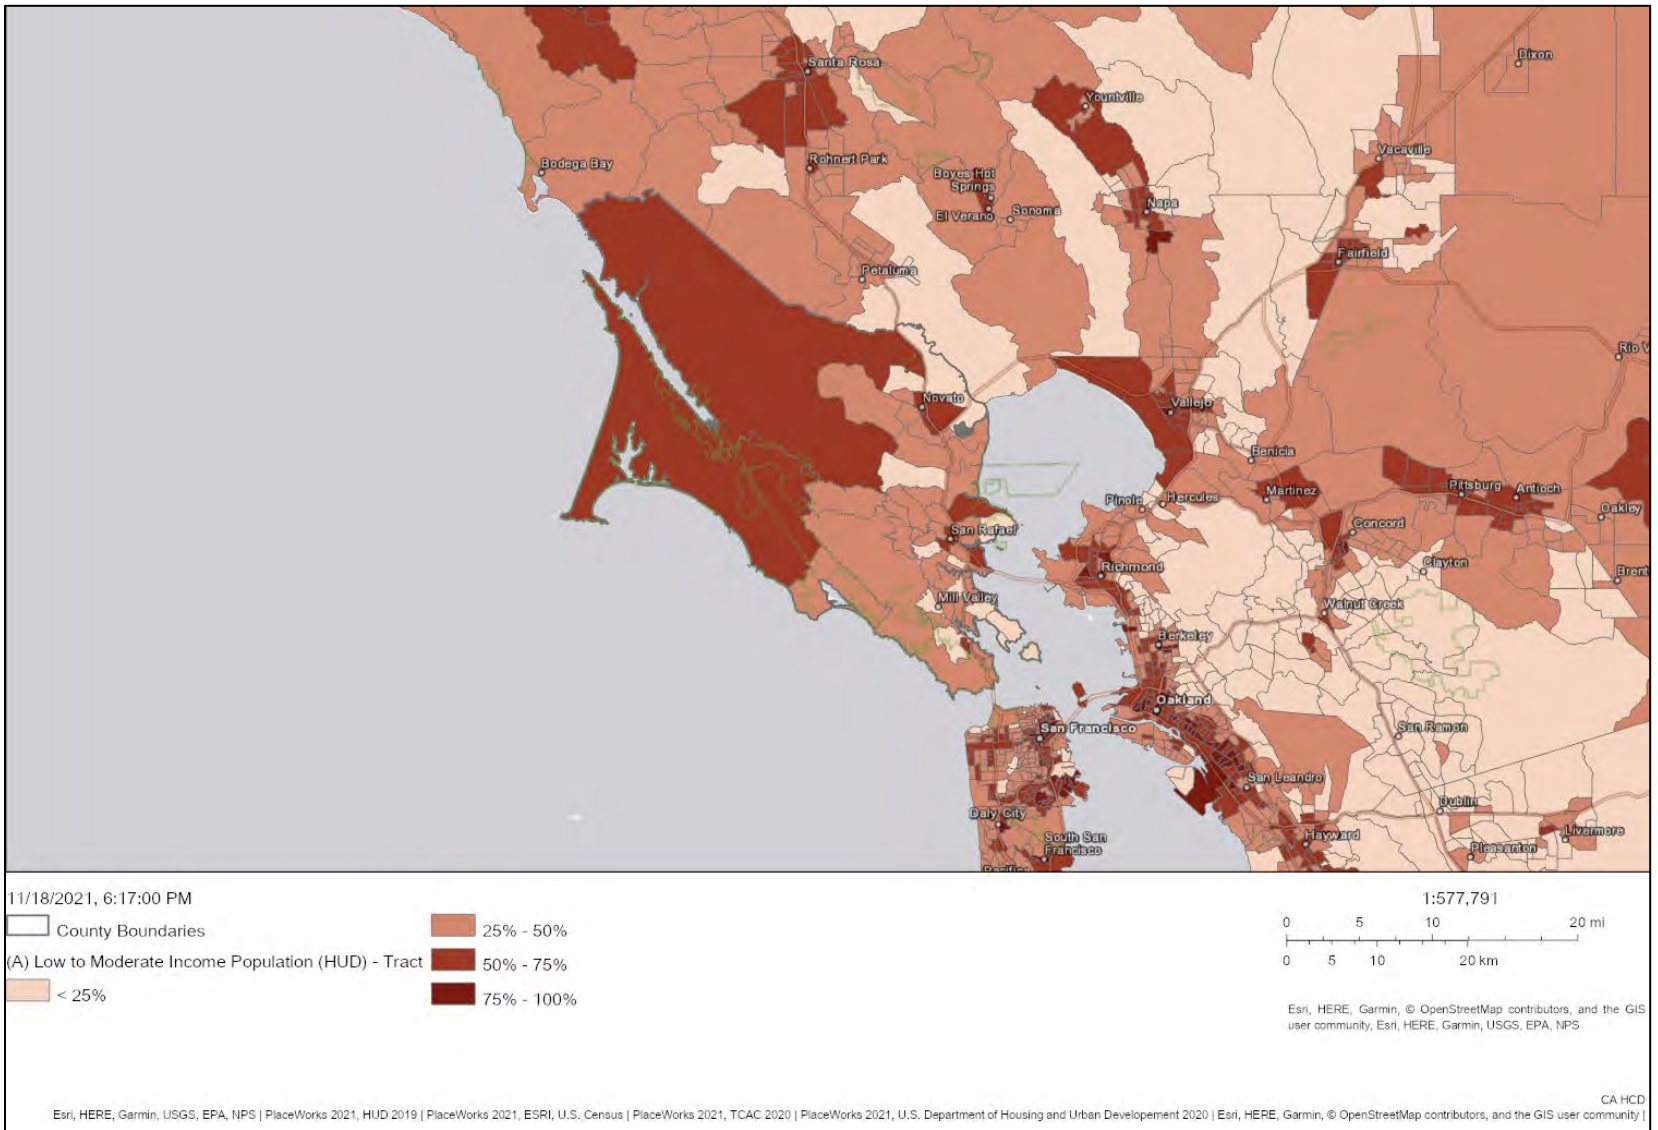 Dixon
Santa Rosa
Yountville
Vacaville
Rohnert Park
Bodega Bay
Boyes Hot
Springs
Napa
El Verano
Sonoma
Fairfield
Petaluma
Rio V
Novato
Vallejo
Benicia
Pittsburg
Antioch
Martinez
Pinole
Hercules
Oakley
Concord
San Rafael
Clayton
Richmond
Brent
Mill Valley
Walnut Creek
Berkeley
Oakland
San Francisco
San Ramon
San Leandro
Dublin
Daly City
Livermore
Hayward
South San
Francisco
Pleasanton
Pacifica
11/18/2021, 6:17:00 PM
County Boundaries
(A) Low to Moderate Income Population (HUD) - Tract
< 25%
25% - 50%
50% - 75%
75% - 100%
1:577,791
0 5 10 20 mi
0 5 10 20 km
Esri, HERE, Garmin, © OpenStreetMap contributors, and the GIS
user community, Esri, HERE, Garmin, USGS, EPA, NPS
CA HCD
Esri, HERE, Garmin, USGS, EPA, NPS | PlaceWorks 2021, HUD 2019 | PlaceWorks 2021, ESRI, U.S. Census | PlaceWorks 2021, TCAC 2020 | PlaceWorks 2021, U.S. Department of Housing and Urban Developement 2020 | Esri, HERE, Garmin, © OpenStreetMap contributors, and the GIS user community |